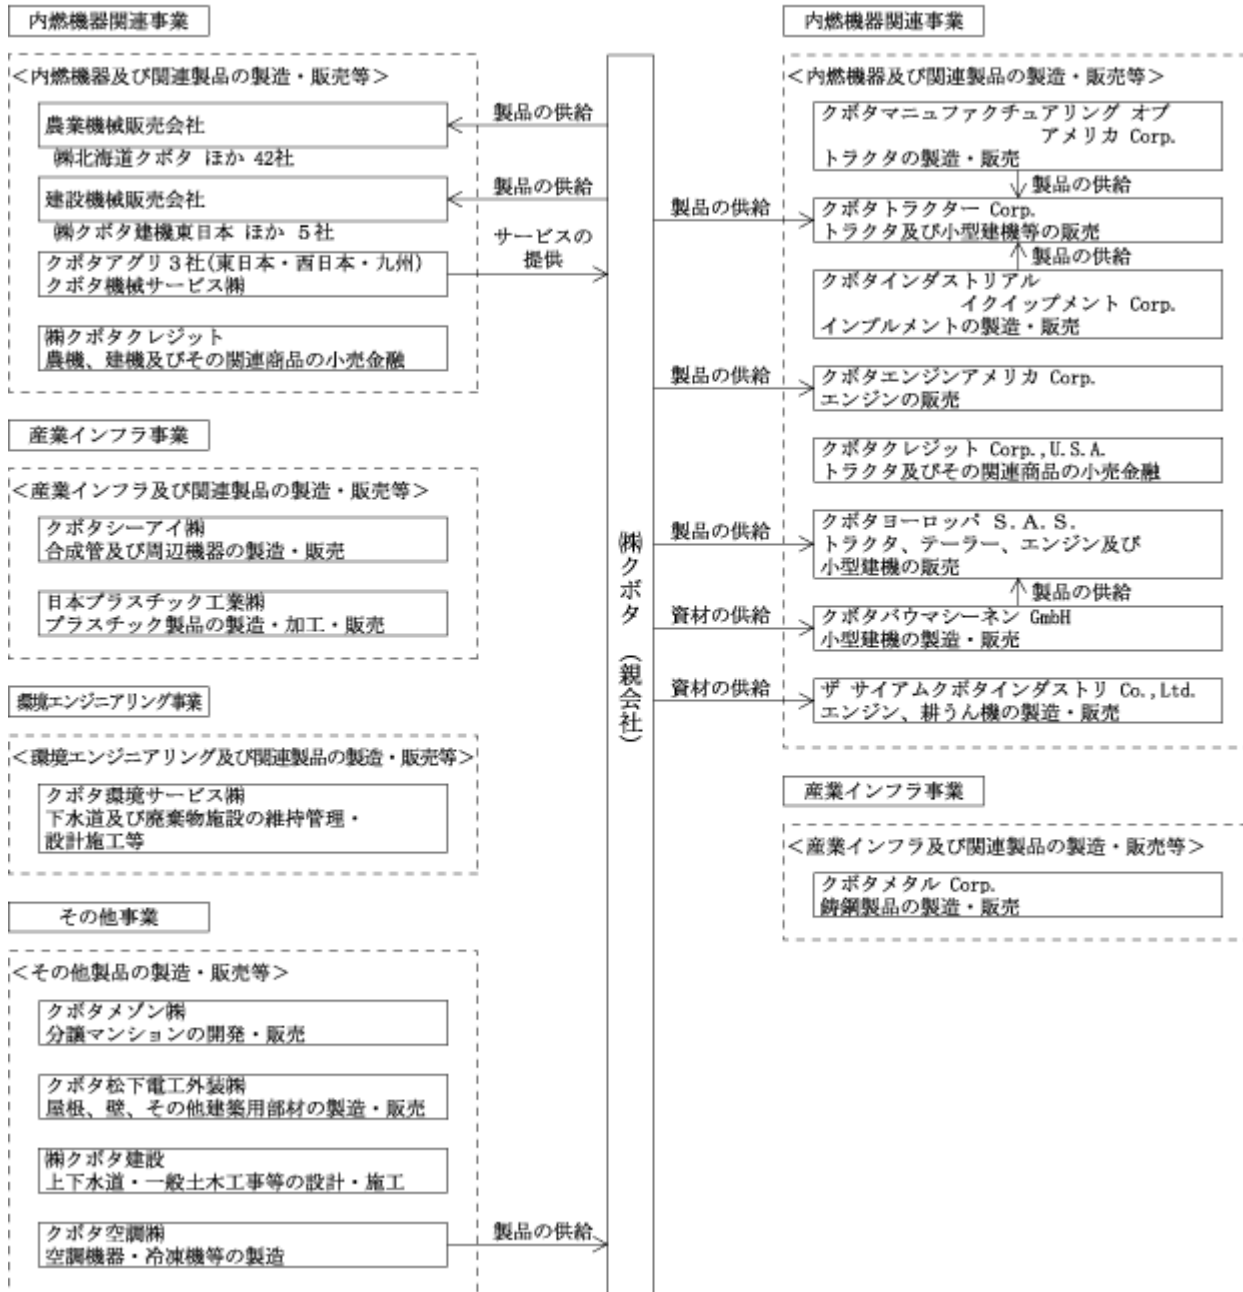 内燃機器関連事業
<内燃機器及び関連製品の製造・販売等>
農業機械販売会社
㈱北海道クボタ ほか 42社
建設機械販売会社
㈱クボタ建機東日本 ほか 5社
クボタアグリ3社(東日本・西日本・九州)
クボタ機械サービス㈱
㈱クボタクレジット
農機、建機及びその関連商品の小売金融
産業インフラ事業
<産業インフラ及び関連製品の製造・販売等>
クボタシーアイ㈱
合成管及び周辺機器の製造・販売
日本プラスチック工業㈱
プラスチック製品の製造・加工・販売
環境エンジニアリング事業
<環境エンジニアリング及び関連製品の製造・販売等>
クボタ環境サービス㈱
下水道及び廃棄物施設の維持管理・
設計施工等
その他事業
<その他製品の製造・販売等>
クボタメゾン㈱
分譲マンションの開発・販売
クボタ松下電工外装㈱
屋根、壁、その他建築用部材の製造・販売
㈱クボタ建設
上下水道・一般土木工事等の設計・施工
クボタ空調㈱
空調機器・冷凍機等の製造
製品の供給
製品の供給
サービスの
提供
製品の供給
㈱クボタ（親会社）
製品の供給
製品の供給
製品の供給
資材の供給
資材の供給
内燃機器関連事業
<内燃機器及び関連製品の製造・販売等>
クボタマニュファクチュアリング オブ
アメリカ Corp.
トラクタの製造・販売
製品の供給
クボタトラクター Corp.
トラクタ及び小型建機等の販売
製品の供給
クボタインダストリアル
イクイップメント Corp.
インプルメントの製造・販売
クボタエンジンアメリカ Corp.
エンジンの販売
クボタクレジット Corp.,U.S.A.
トラクタ及びその関連商品の小売金融
クボタヨーロッパ S.A.S.
トラクタ、テーラー、エンジン及び
小型建機の販売
製品の供給
クボタバウマシーネン GmbH
小型建機の製造・販売
ザ サイアムクボタインダストリ Co.,Ltd.
エンジン、耕うん機の製造・販売
産業インフラ事業
<産業インフラ及び関連製品の製造・販売等>
クボタメタル Corp.
鋳鋼製品の製造・販売